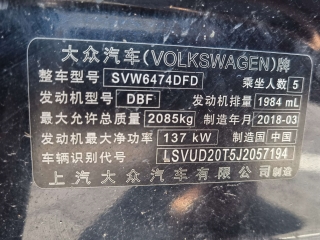 大众汽车(VOLKSWAGEN)牌
整车型号 SVW6474DFD 乘坐人数 5
发动机型号 DBF 发动机排量 1984 mL
最大允许总质量 2085kg 制造年月 2018-03
发动机最大净功率 137 kW 制造国 中国
车辆识别代号 LSVUD20T5J2057194
上汽大众汽车有限公司制造